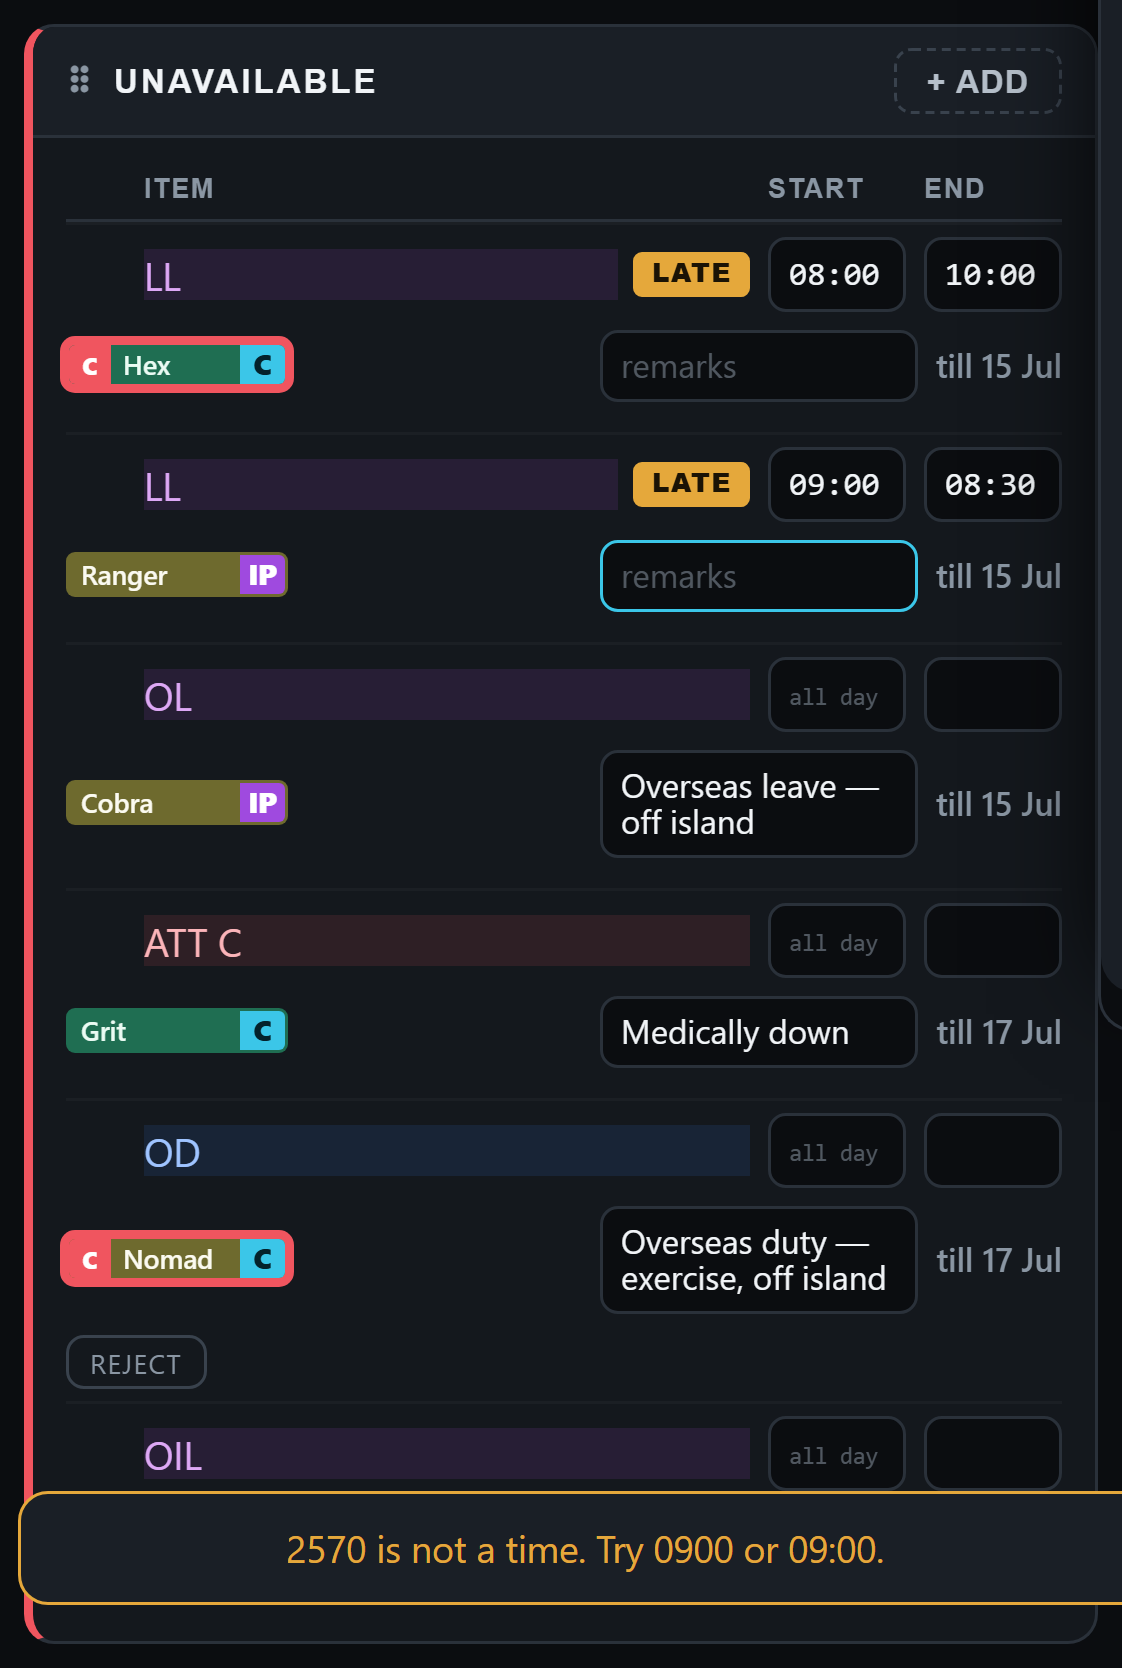 UNAVAILABLE
+ ADD
ITEM START END
LL LATE 08:00 10:00
c Hex C remarks till 15 Jul
LL LATE 09:00 08:30
Ranger IP remarks till 15 Jul
OL all day
Cobra IP Overseas leave —
off island till 15 Jul
ATT C all day
Grit C Medically down till 17 Jul
OD all day
c Nomad C Overseas duty —
exercise, off island till 17 Jul
REJECT
OIL all day
2570 is not a time. Try 0900 or 09:00.